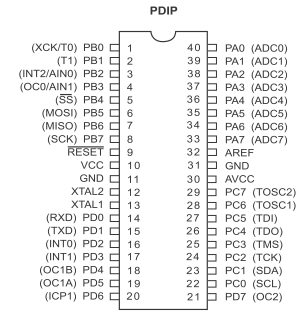 PDIP
(XCK/T0) PB0 1 40 PA0 (ADC0)
(T1) PB1 2 39 PA1 (ADC1)
(INT2/AIN0) PB2 3 38 PA2 (ADC2)
(OC0/AIN1) PB3 4 37 PA3 (ADC3)
(SS) PB4 5 36 PA4 (ADC4)
(MOSI) PB5 6 35 PA5 (ADC5)
(MISO) PB6 7 34 PA6 (ADC6)
(SCK) PB7 8 33 PA7 (ADC7)
RESET 9 32 AREF
VCC 10 31 GND
GND 11 30 AVCC
XTAL2 12 29 PC7 (TOSC2)
XTAL1 13 28 PC6 (TOSC1)
(RXD) PD0 14 27 PC5 (TDI)
(TXD) PD1 15 26 PC4 (TDO)
(INT0) PD2 16 25 PC3 (TMS)
(INT1) PD3 17 24 PC2 (TCK)
(OC1B) PD4 18 23 PC1 (SDA)
(OC1A) PD5 19 22 PC0 (SCL)
(ICP1) PD6 20 21 PD7 (OC2)